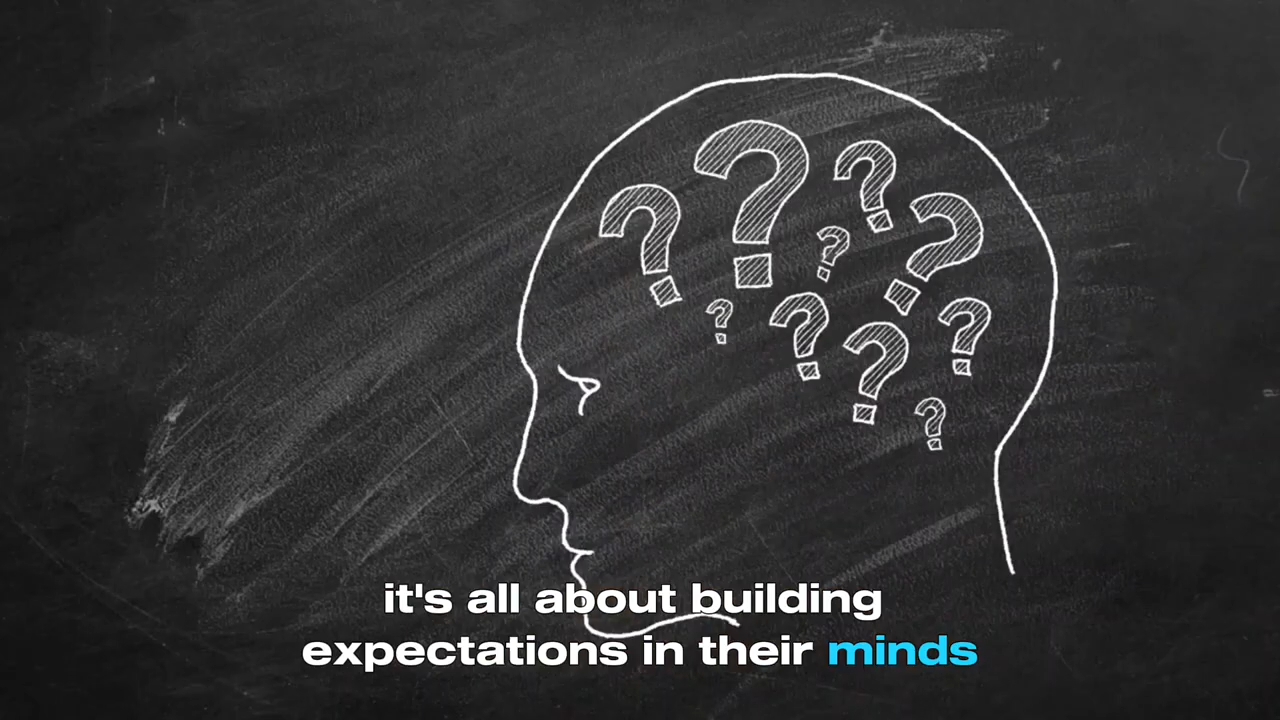 ? ? ? ? ? ? ? ? ? ? ?
it's all about building
expectations in their minds